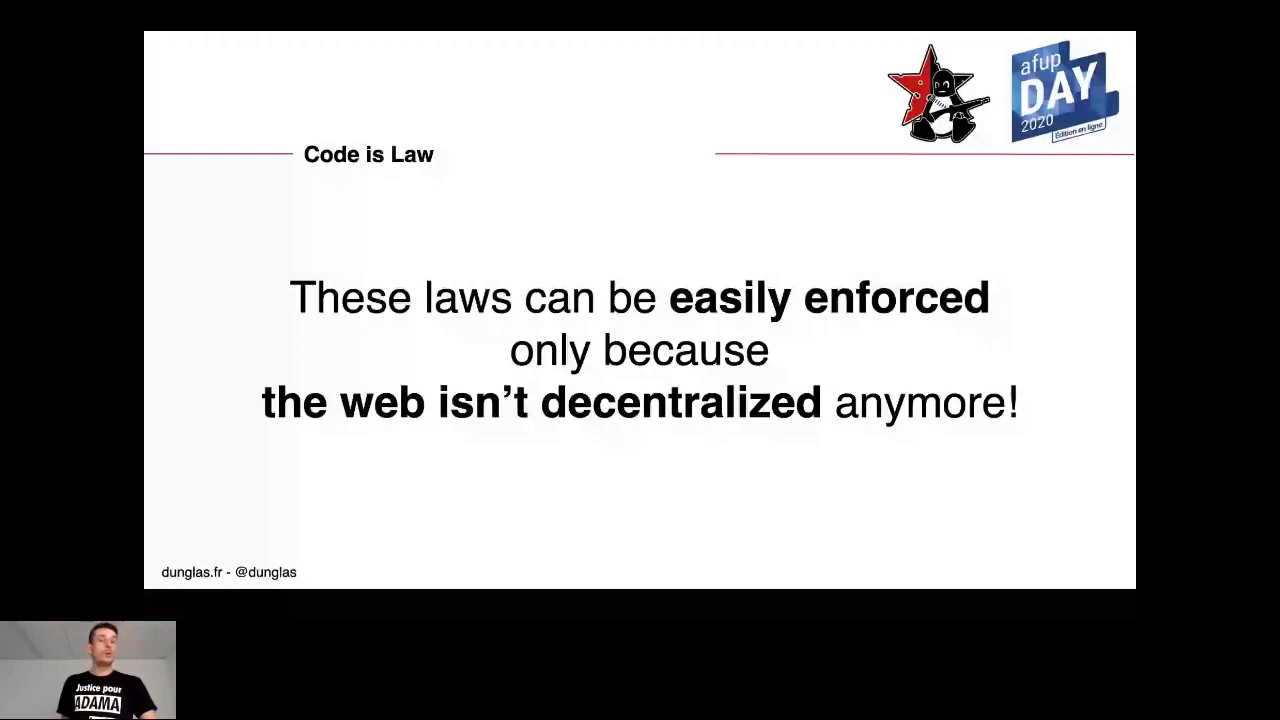 afup
DAY
2020
Édition en ligne
Code is Law
These laws can be easily enforced
only because
the web isn't decentralized anymore!
dunglas.fr - @dunglas
Justice pour
ADAMA